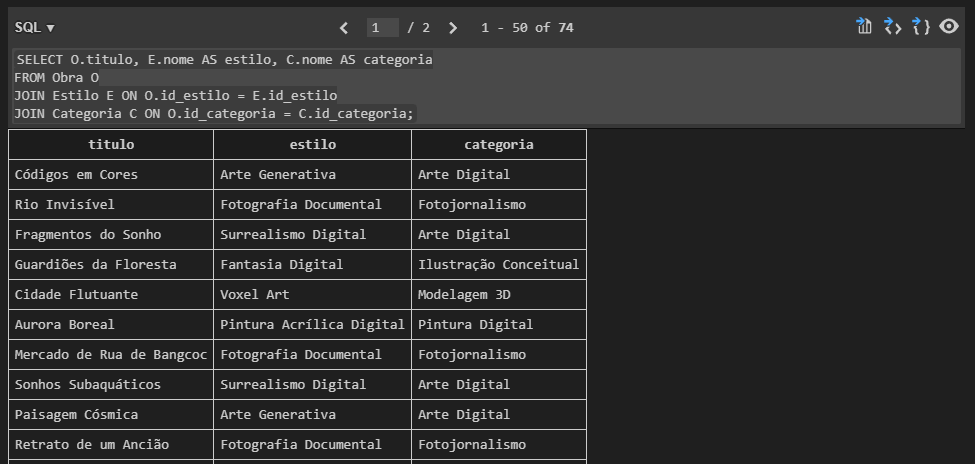 SQL ▼ 1 / 2 1 - 50 of 74
SELECT O.titulo, E.nome AS estilo, C.nome AS categoria
FROM Obra O
JOIN Estilo E ON O.id_estilo = E.id_estilo
JOIN Categoria C ON O.id_categoria = C.id_categoria;
titulo estilo categoria
Códigos em Cores Arte Generativa Arte Digital
Rio Invisível Fotografia Documental Fotojornalismo
Fragmentos do Sonho Surrealismo Digital Arte Digital
Guardiões da Floresta Fantasia Digital Ilustração Conceitual
Cidade Flutuante Voxel Art Modelagem 3D
Aurora Boreal Pintura Acrílica Digital Pintura Digital
Mercado de Rua de Bangcoc Fotografia Documental Fotojornalismo
Sonhos Subaquáticos Surrealismo Digital Arte Digital
Paisagem Cósmica Arte Generativa Arte Digital
Retrato de um Ancião Fotografia Documental Fotojornalismo